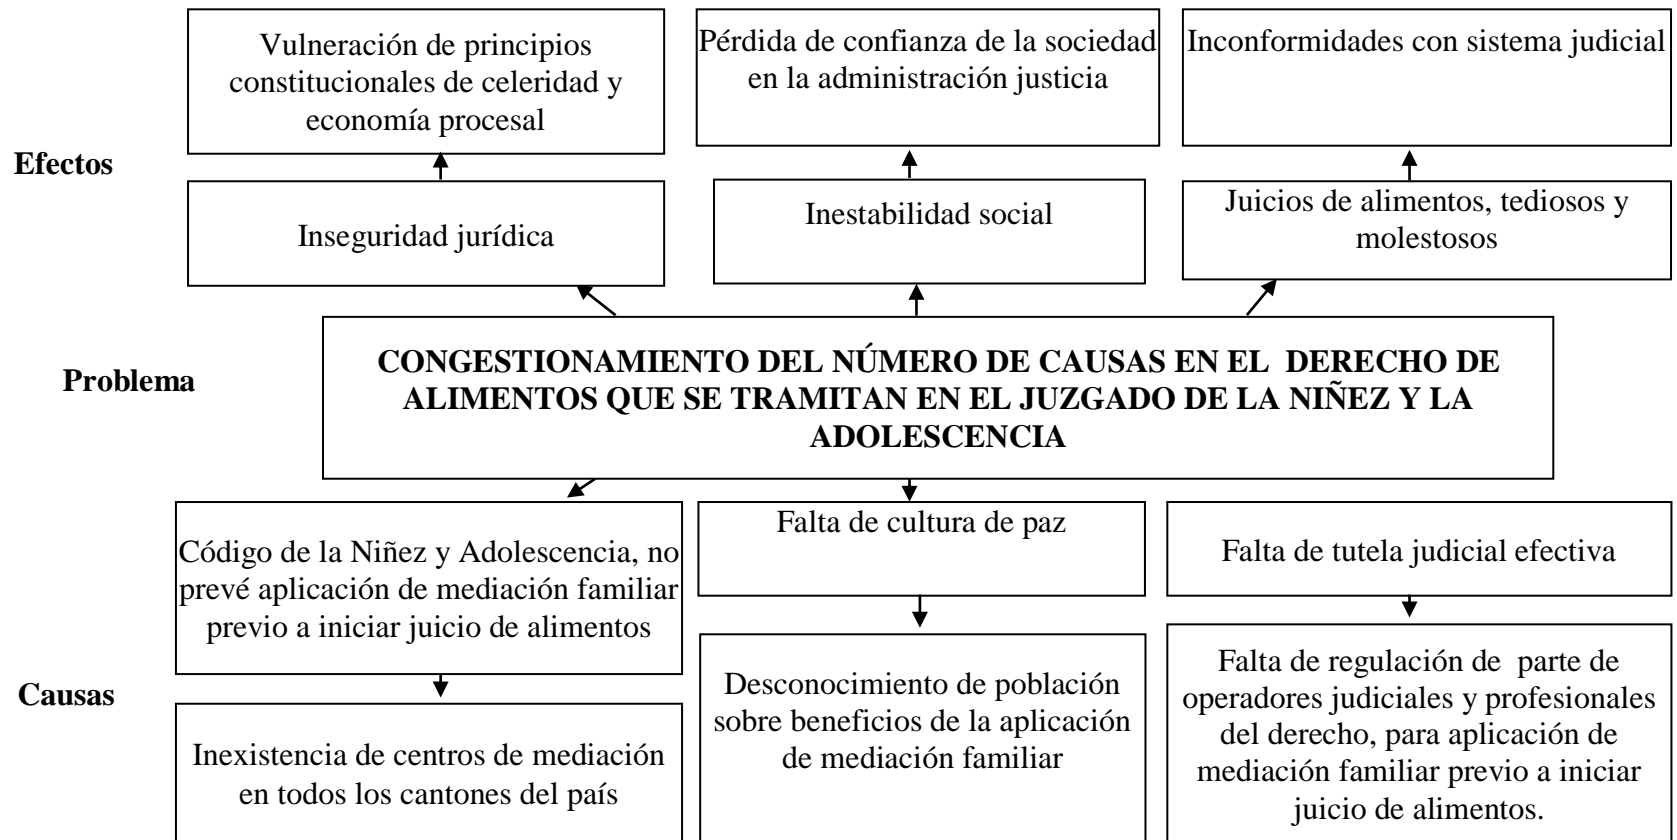 Vulneración de principios
constitucionales de celeridad y
economía procesal
Pérdida de confianza de la sociedad
en la administración justicia
Inconformidades con sistema judicial
Efectos
Inseguridad jurídica
Inestabilidad social
Juicios de alimentos, tediosos y
molestosos
Problema
CONGESTIONAMIENTO DEL NÚMERO DE CAUSAS EN EL DERECHO DE
ALIMENTOS QUE SE TRAMITAN EN EL JUZGADO DE LA NIÑEZ Y LA
ADOLESCENCIA
Código de la Niñez y Adolescencia, no
prevé aplicación de mediación familiar
previo a iniciar juicio de alimentos
Falta de cultura de paz
Falta de tutela judicial efectiva
Causas
Inexistencia de centros de mediación
en todos los cantones del país
Desconocimiento de población
sobre beneficios de la aplicación
de mediación familiar
Falta de regulación de parte de
operadores judiciales y profesionales
del derecho, para aplicación de
mediación familiar previo a iniciar
juicio de alimentos.